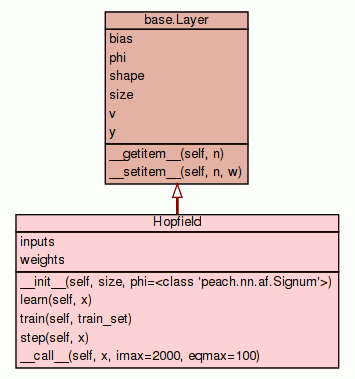 base.Layer
bias
phi
shape
size
v
y
__getitem__(self, n)
__setitem__(self, n, w)
Hopfield
inputs
weights
__init__(self, size, phi=<class 'peach.nn.af.Signum'>)
learn(self, x)
train(self, train_set)
step(self, x)
__call__(self, x, imax=2000, eqmax=100)